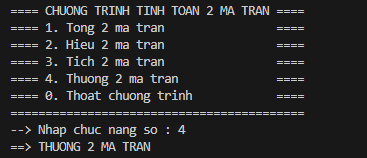 ==== CHUONG TRINH TINH TOAN 2 MA TRAN ====
==== 1. Tong 2 ma tran ====
==== 2. Hieu 2 ma tran ====
==== 3. Tich 2 ma tran ====
==== 4. Thuong 2 ma tran ====
==== 0. Thoat chuong trinh ====
==========================================
--> Nhap chuc nang so : 4
==> THUONG 2 MA TRAN